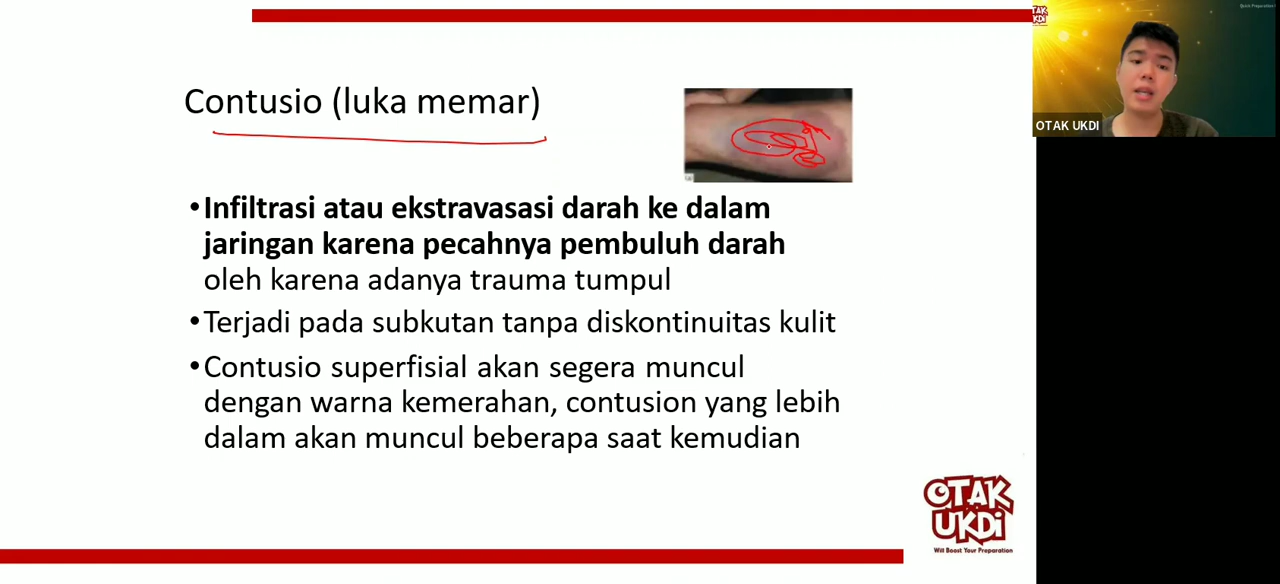 Contusio (luka memar)
•Infiltrasi atau ekstravasasi darah ke dalam
jaringan karena pecahnya pembuluh darah
oleh karena adanya trauma tumpul
•Terjadi pada subkutan tanpa diskontinuitas kulit
•Contusio superfisial akan segera muncul
dengan warna kemerahan, contusion yang lebih
dalam akan muncul beberapa saat kemudian
OTAK
UKDI
OTAK UKDI
OTAK
UKDi
Will Boost Your Preparation